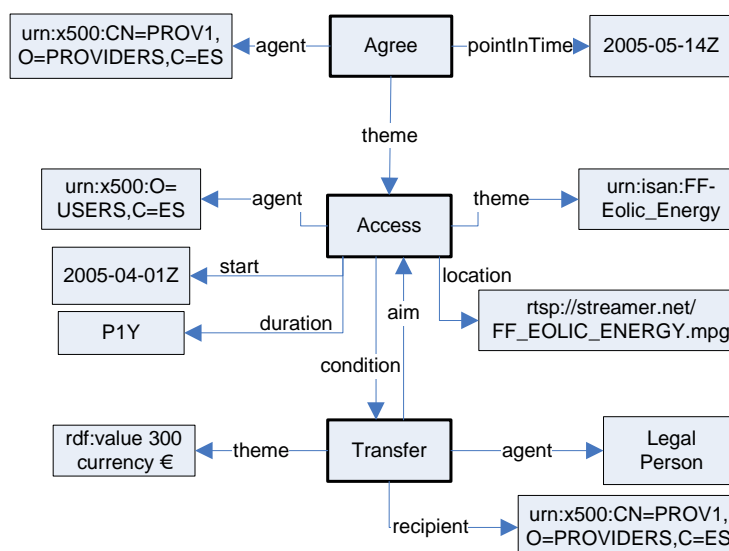 urn:x500:CN=PROV1,
O=PROVIDERS,C=ES
agent
Agree
pointInTime
2005-05-14Z
theme
urn:x500:O=
USERS,C=ES
agent
Access
theme
urn:isan:FF-
Eolic_Energy
2005-04-01Z
start
location
P1Y
duration
aim
rtsp://streamer.net/
FF_EOLIC_ENERGY.mpg
condition
rdf:value 300
currency €
theme
Transfer
agent
Legal
Person
recipient
urn:x500:CN=PROV1,
O=PROVIDERS,C=ES